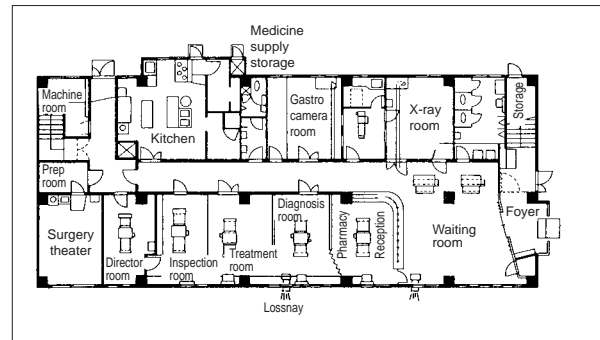 Medicine
supply
storage
Machine
room
Kitchen
Gastro
camera
room
X-ray
room
Storage
Prep
room
Surgery
theater
Director
room
Inspection
room
Treatment
room
Diagnosis
room
Pharmacy
Reception
Waiting
room
Foyer
Lossnay